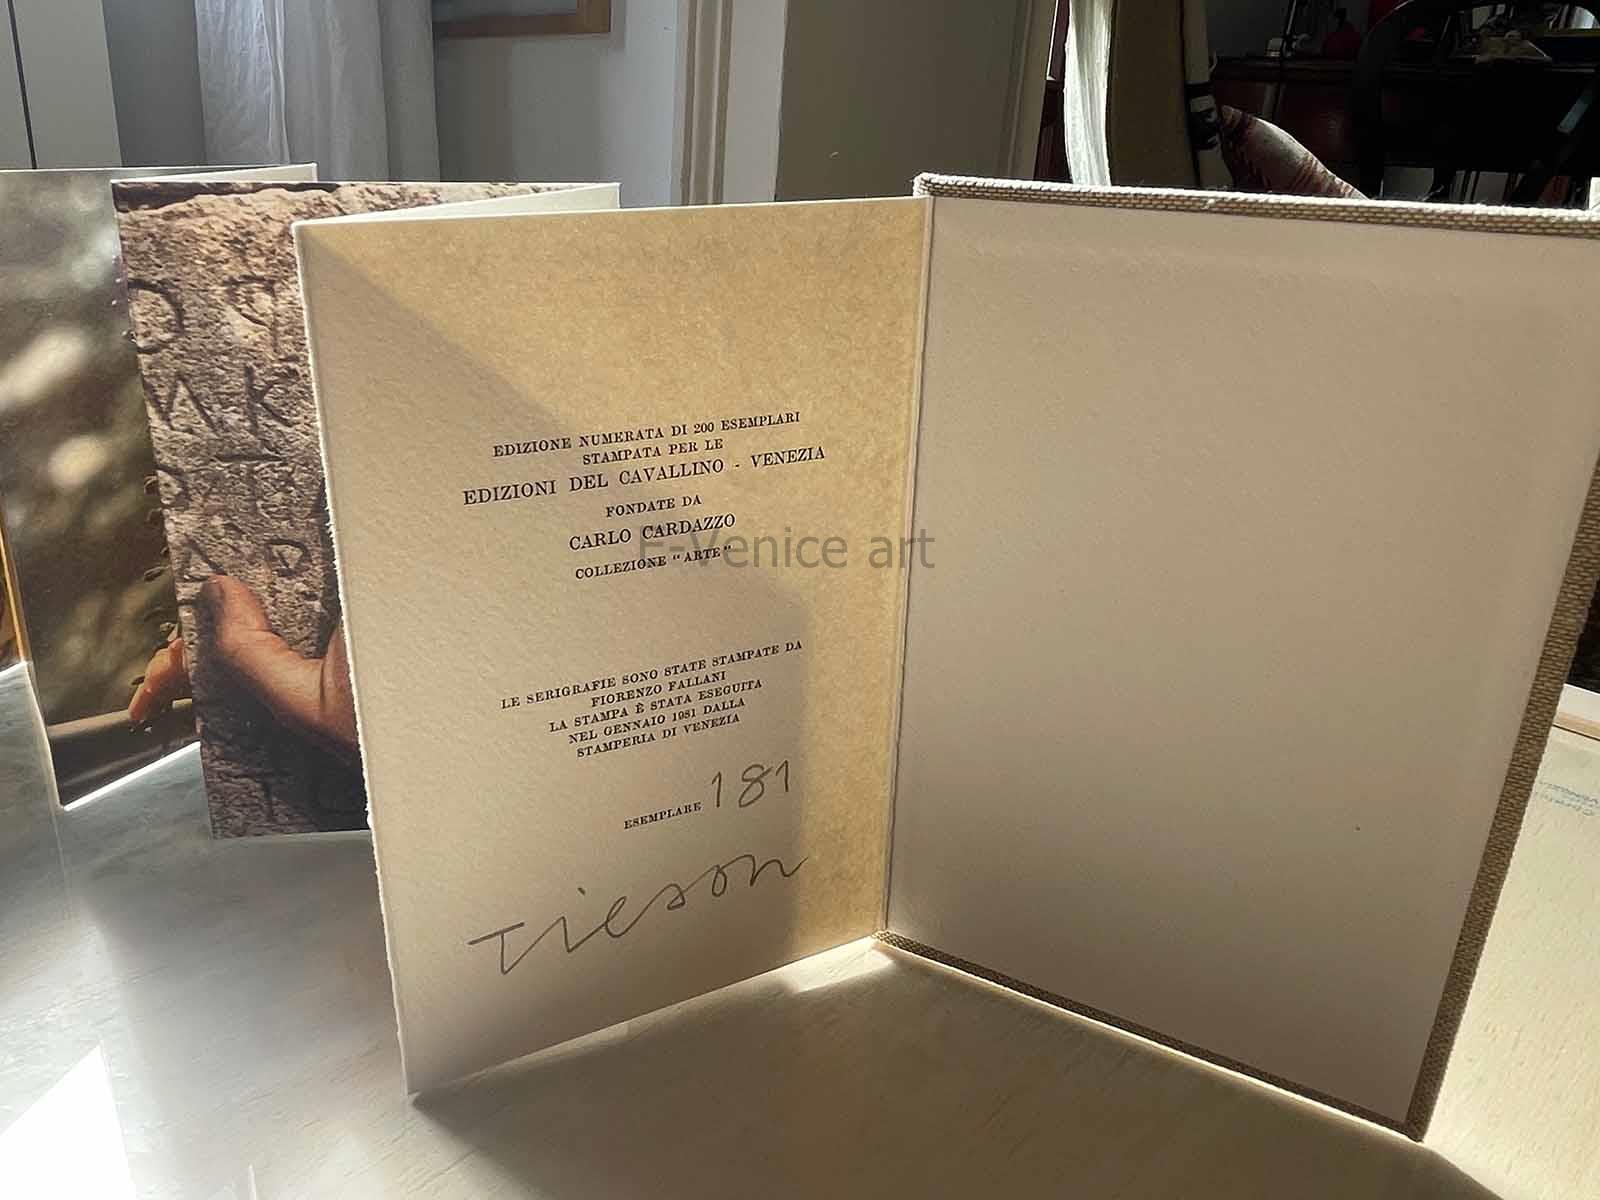 EDIZIONE NUMERATA DI 200 ESEMPLARI
STAMPATA PER LE
EDIZIONI DEL CAVALLINO - VENEZIA
FONDATE DA
CARLO CARDAZZO
COLLEZIONE "ARTE"
E-Venice art
LE SERIGRAFIE SONO STATE STAMPATE DA
FIORENZO FALLANI
LA STAMPA È STATA ESEGUITA
NEL GENNAIO 1981 DALLA
STAMPERIA DI VENEZIA
ESEMPLARE 181
Tilson